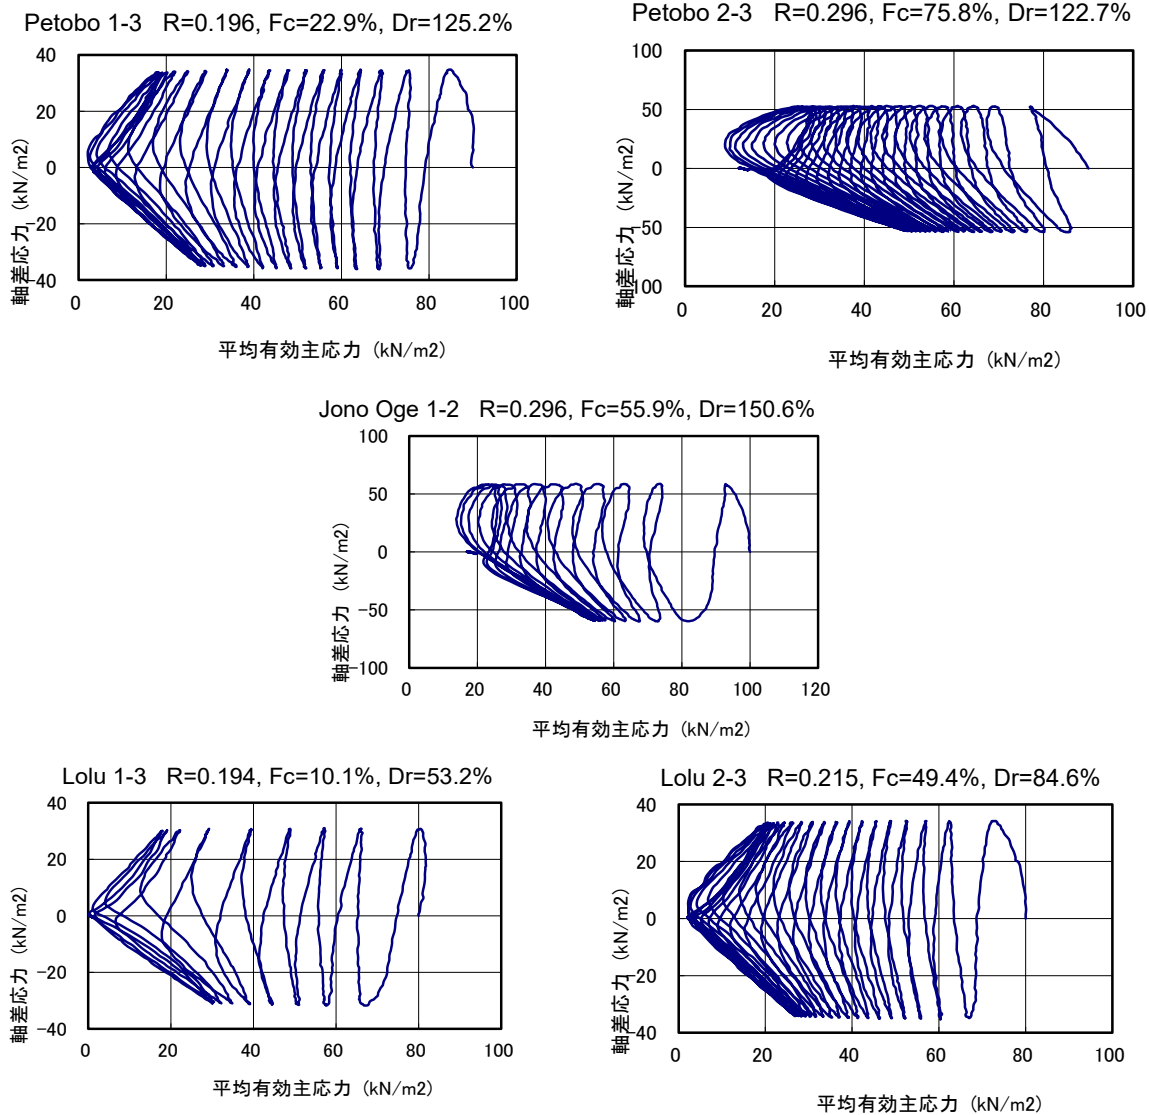 Petobo 1-3 R=0.196, Fc=22.9%, Dr=125.2%
40
20
0
-20
-40
0 20 40 60 80 100
軸差応力 (kN/m2)
平均有効主応力 (kN/m2)
Petobo 2-3 R=0.296, Fc=75.8%, Dr=122.7%
100
50
0
-50
-100
0 20 40 60 80 100
軸差応力 (kN/m2)
平均有効主応力 (kN/m2)
Jono Oge 1-2 R=0.296, Fc=55.9%, Dr=150.6%
100
50
0
-50
-100
0 20 40 60 80 100 120
軸差応力 (kN/m2)
平均有効主応力 (kN/m2)
Lolu 1-3 R=0.194, Fc=10.1%, Dr=53.2%
40
20
0
-20
-40
0 20 40 60 80 100
軸差応力 (kN/m2)
平均有効主応力 (kN/m2)
Lolu 2-3 R=0.215, Fc=49.4%, Dr=84.6%
40
20
0
-20
-40
0 20 40 60 80 100
軸差応力 (kN/m2)
平均有効主応力 (kN/m2)